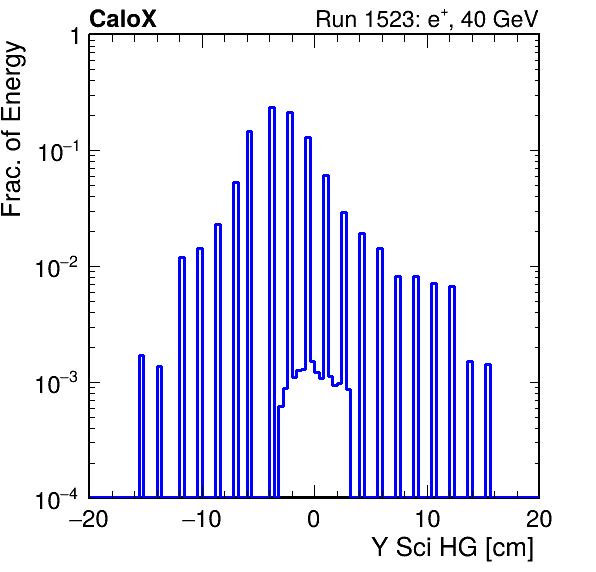 CaloX Run 1523: e⁺, 40 GeV
Frac. of Energy
1
10⁻¹
10⁻²
10⁻³
10⁻⁴
−20 −10 0 10 20
Y Sci HG [cm]